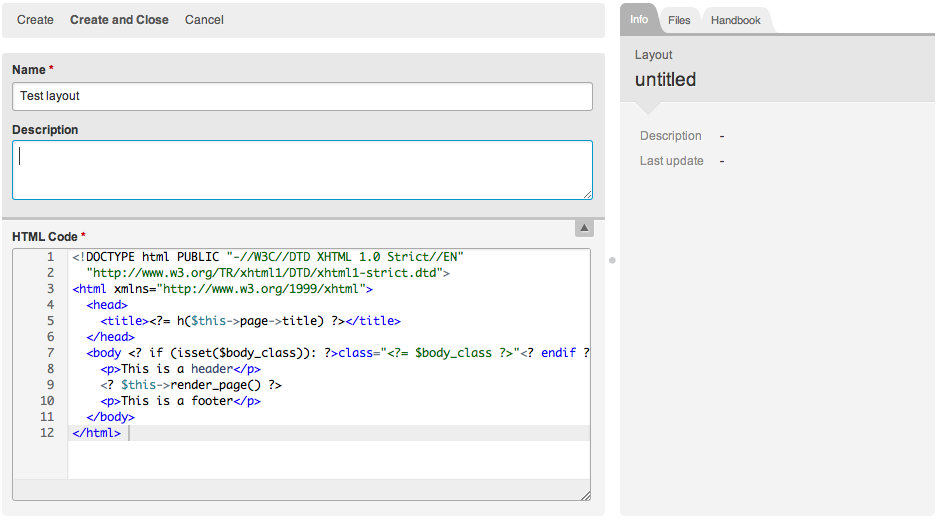 Create Create and Close Cancel
Name *
Test layout
Description
HTML Code *
1 <!DOCTYPE html PUBLIC "-//W3C//DTD XHTML 1.0 Strict//EN"
2 "http://www.w3.org/TR/xhtml1/DTD/xhtml1-strict.dtd">
3 <html xmlns="http://www.w3.org/1999/xhtml">
4 <head>
5 <title><?= h($this->page->title) ?></title>
6 </head>
7 <body <? if (isset($body_class)): ?>class="<?= $body_class ?>"<? endif ?
8 <p>This is a header</p>
9 <? $this->render_page() ?>
10 <p>This is a footer</p>
11 </body>
12 </html>
Info Files Handbook
Layout
untitled
Description -
Last update -